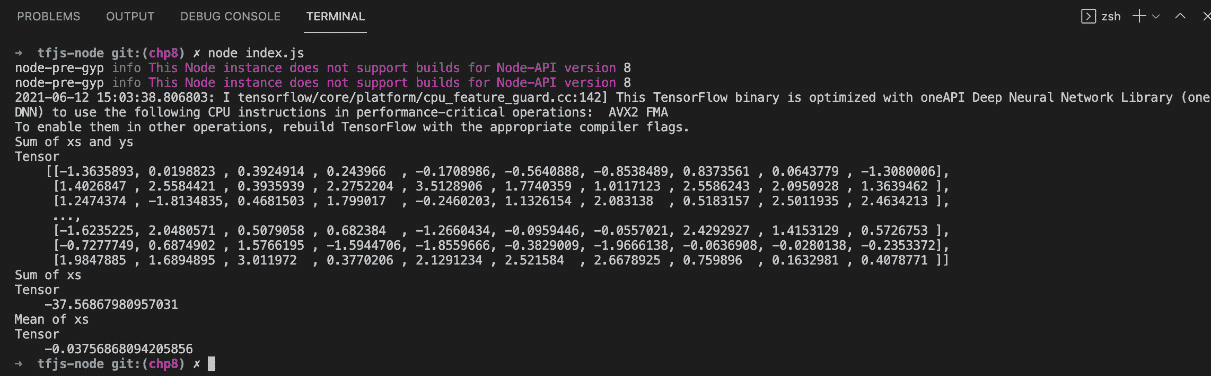 PROBLEMS OUTPUT DEBUG CONSOLE TERMINAL zsh
→ tfjs-node git:(chp8) ✗ node index.js
node-pre-gyp info This Node instance does not support builds for Node-API version 8
node-pre-gyp info This Node instance does not support builds for Node-API version 8
2021-06-12 15:03:38.806803: I tensorflow/core/platform/cpu_feature_guard.cc:142] This TensorFlow binary is optimized with oneAPI Deep Neural Network Library (one
DNN) to use the following CPU instructions in performance-critical operations:  AVX2 FMA
To enable them in other operations, rebuild TensorFlow with the appropriate compiler flags.
Sum of xs and ys
Tensor
    [[-1.3635893, 0.0198823 , 0.3924914 , 0.243966  , -0.1708986, -0.5640888, -0.8538489, 0.8373561 , 0.0643779 , -1.3080006],
     [1.4026847 , 2.5584421 , 0.3935939 , 2.2752204 , 3.5128906 , 1.7740359 , 1.0117123 , 2.5586243 , 2.0950928 , 1.3639462 ],
     [1.2474374 , -1.8134835, 0.4681503 , 1.799017  , -0.2460203, 1.1326154 , 2.083138  , 0.5183157 , 2.5011935 , 2.4634213 ],
     ...,
     [-1.6235225, 2.0480571 , 0.5079058 , 0.682384  , -1.2660434, -0.0959446, -0.0557021, 2.4292927 , 1.4153129 , 0.5726753 ],
     [-0.7277749, 0.6874902 , 1.5766195 , -1.5944706, -1.8559666, -0.3829009, -1.9666138, -0.0636908, -0.0280138, -0.2353372],
     [1.9847885 , 1.6894895 , 3.011972  , 0.3770206 , 2.1291234 , 2.521584  , 2.6678925 , 0.759896  , 0.1632981 , 0.4078771 ]]
Sum of xs
Tensor
    -37.56867980957031
Mean of xs
Tensor
    -0.03756868094205856
→ tfjs-node git:(chp8) ✗